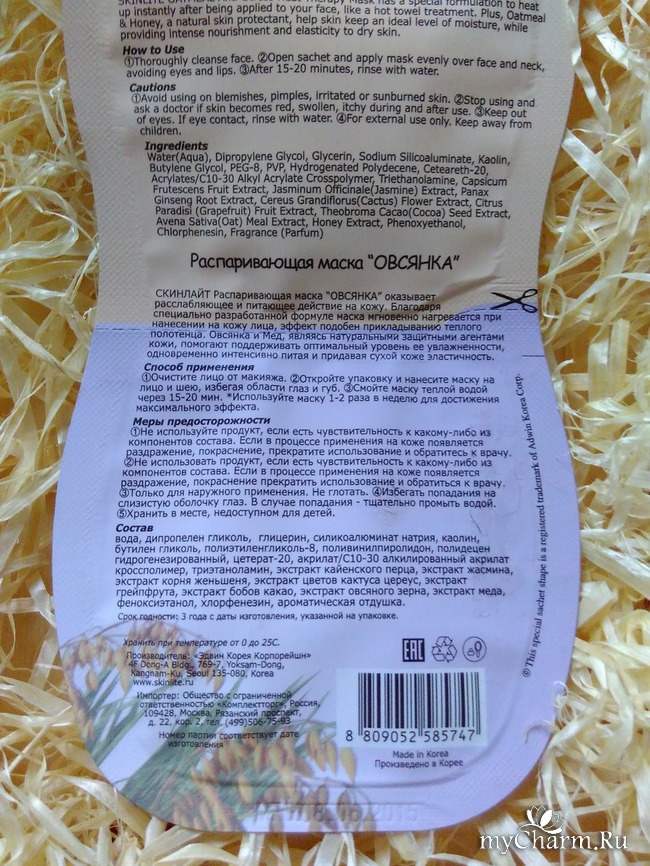 up instantly after being applied to your face, like a hot towel treatment. Plus, Oatmeal
& Honey, a natural skin protectant, help skin keep an ideal level of moisture, while
providing intense nourishment and elasticity to dry skin.
How to Use
①Thoroughly cleanse face. ②Open sachet and apply mask evenly over face and neck,
avoiding eyes and lips. ③After 15-20 minutes, rinse with water.
Cautions
①Avoid using on blemishes, pimples, irritated or sunburned skin. ②Stop using and
ask a doctor if skin becomes red, swollen, itchy during and after use. ③Keep out
of eyes. If eye contact, rinse with water. ④For external use only. Keep away from
children.
Ingredients
Water(Aqua), Dipropylene Glycol, Glycerin, Sodium Silicoaluminate, Kaolin,
Butylene Glycol, PEG-8, PVP, Hydrogenated Polydecene, Ceteareth-20,
Acrylates/C10-30 Alkyl Acrylate Crosspolymer, Triethanolamine, Capsicum
Frutescens Fruit Extract, Jasminum Officinale(Jasmine) Extract, Panax
Ginseng Root Extract, Cereus Grandiflorus(Cactus) Flower Extract, Citrus
Paradisi (Grapefruit) Fruit Extract, Theobroma Cacao(Cocoa) Seed Extract,
Avena Sativa(Oat) Meal Extract, Honey Extract, Phenoxyethanol,
Chlorphenesin, Fragrance (Parfum)
Распаривающая маска "ОВСЯНКА"
СКИНЛАЙТ Распаривающая маска "ОВСЯНКА" оказывает
расслабляющее и питающее действие на кожу. Благодаря
специально разработанной формуле маска мгновенно нагревается при
нанесении на кожу лица, эффект подобен прикладыванию теплого
полотенца. Овсянка и Мед, являясь натуральными защитными агентами
кожи, помогают поддерживать оптимальный уровень ее увлажненности,
одновременно интенсивно питая и придавая сухой коже эластичность.
Способ применения
①Очистите лицо от макияжа. ②Откройте упаковку и нанесите маску на
лицо и шею, избегая области глаз и губ. ③Смойте маску теплой водой
через 15-20 мин. *Используйте маску 1-2 раза в неделю для достижения
максимального эффекта.
Меры предосторожности
①Не используйте продукт, если есть чувствительность к какому-либо из
компонентов состава. Если в процессе применения на коже появляется
раздражение, покраснение, прекратите использование и обратитесь к врачу.
②Не использовать продукт, если есть чувствительность к какому-либо из
компонентов состава. Если в процессе применения на коже появляется
раздражение, покраснение прекратить использование и обратиться к врачу.
③Только для наружного применения. Не глотать. ④Избегать попадания на
слизистую оболочку глаз. В случае попадания - тщательно промыть водой.
⑤Хранить в месте, недоступном для детей.
Состав
вода, дипропелен гликоль, глицерин, силикоалюминат натрия, каолин,
бутилен гликоль, полиэтиленгликоль-8, поливинилпиролидон, полидецен
гидрогенезированный, цетерат-20, акрилат/С10-30 алкилированный акрилат
кроссполимер, триэтаноламин, экстракт кайенского перца, экстракт жасмина,
экстракт корня женьшеня, экстракт цветов кактуса цереус, экстракт
грейпфрута, экстракт бобов какао, экстракт овсяного зерна, экстракт меда,
феноксиэтанол, хлорфенезин, ароматическая отдушка.
Срок годности: 3 года с даты изготовления, указанной на упаковке.
Хранить при температуре от 0 до 25С.
Производитель: «Эдвин Корея Корпорейшн»
4F Dong-A Bldg., 769-7, Yoksam-Dong,
Kangnam-Ku, Seoul 135-080, Korea
www.skinlite.ru
Импортер: Общество с ограниченной
ответственностью «Комплектторг», Россия,
109428, Москва, Рязанский проспект,
д. 22, кор. 2, тел. (499)506-75-93
Номер партии соответствует дате
изготовления
EAC
8 809052 585747
Made in Korea
Произведено в Корее
® This special sachet shape is a registered trademark of Adwin Korea Corp.
myCharm.Ru